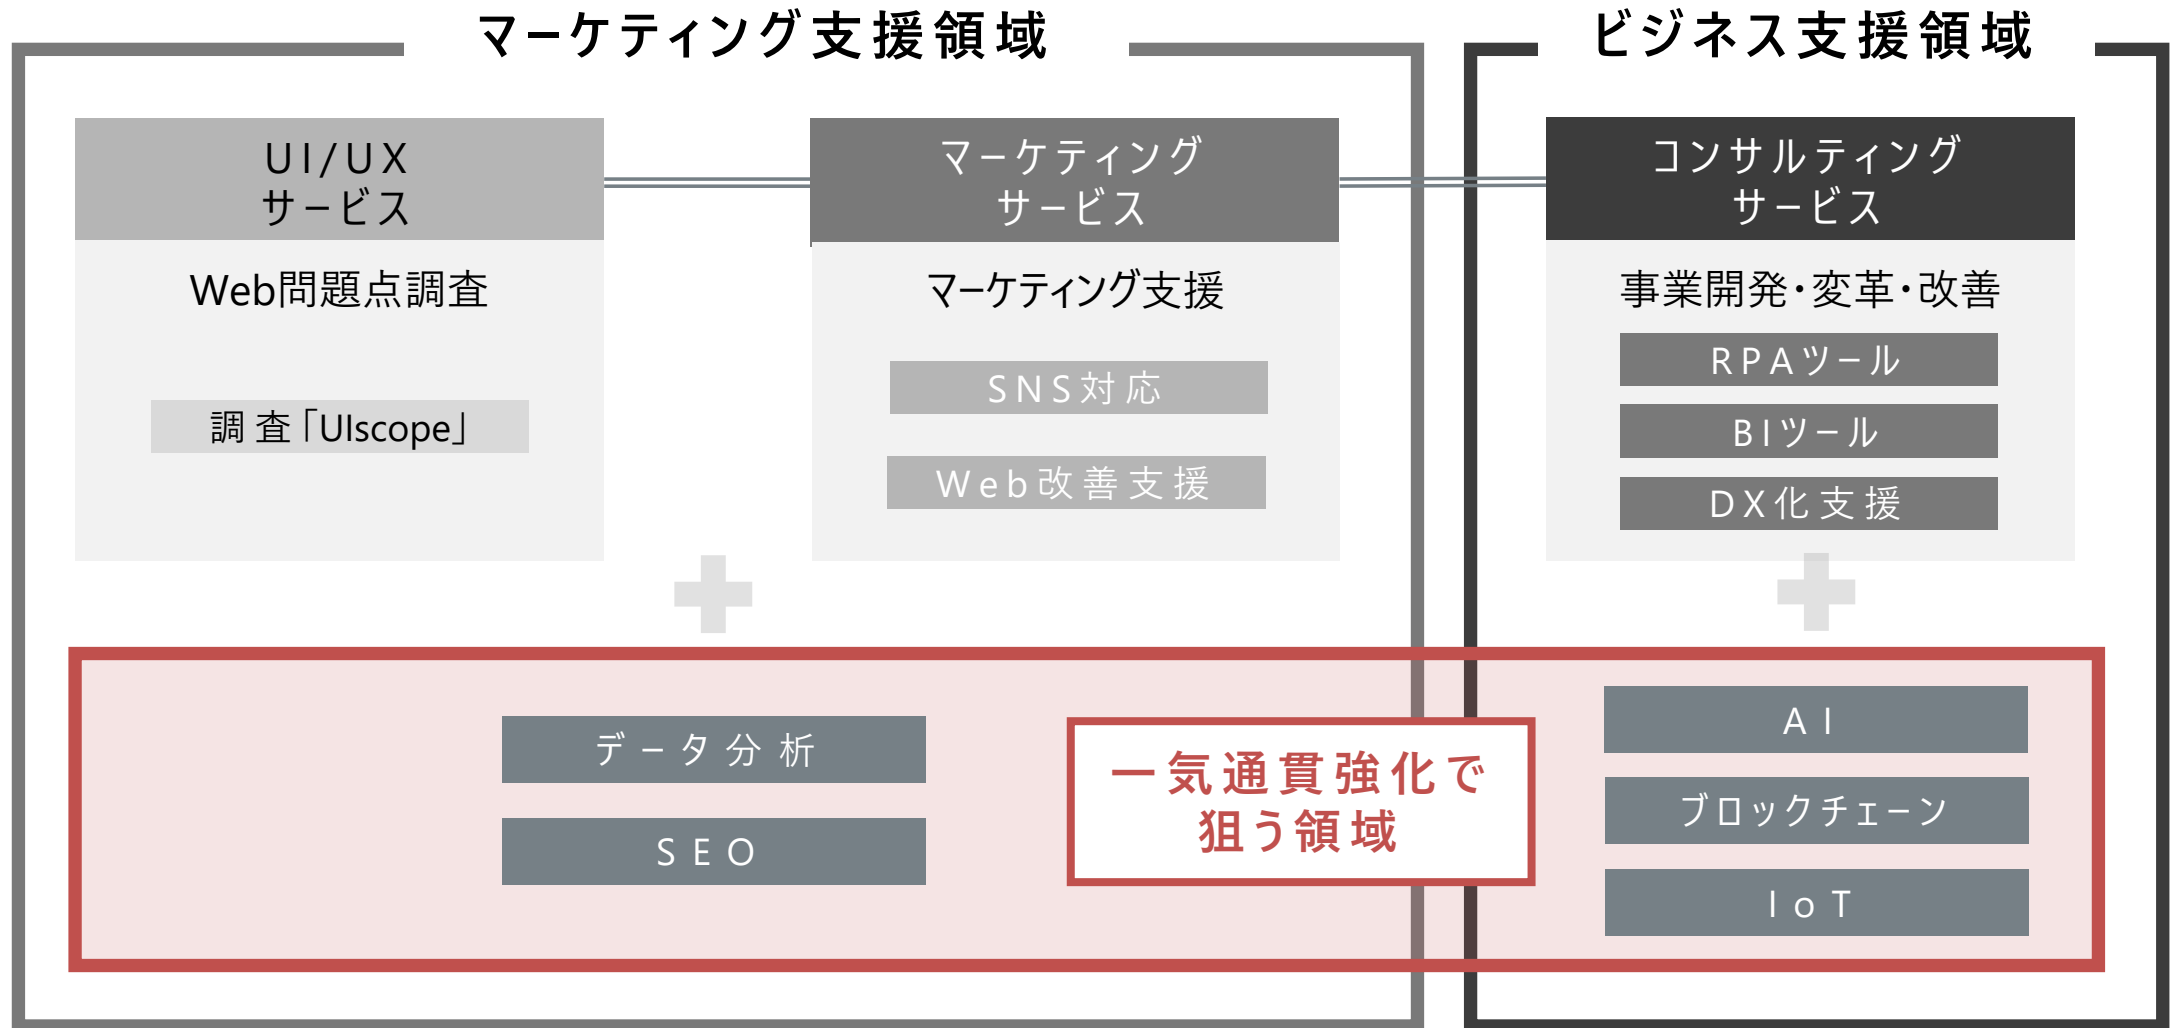 マーケティング支援領域
ビジネス支援領域
UI/UX
サービス
Web問題点調査
調査「UIscope」
マーケティング
サービス
マーケティング支援
SNS対応
Web改善支援
コンサルティング
サービス
事業開発・変革・改善
RPAツール
BIツール
DX化支援
データ分析
SEO
一気通貫強化で
狙う領域
AI
ブロックチェーン
IoT